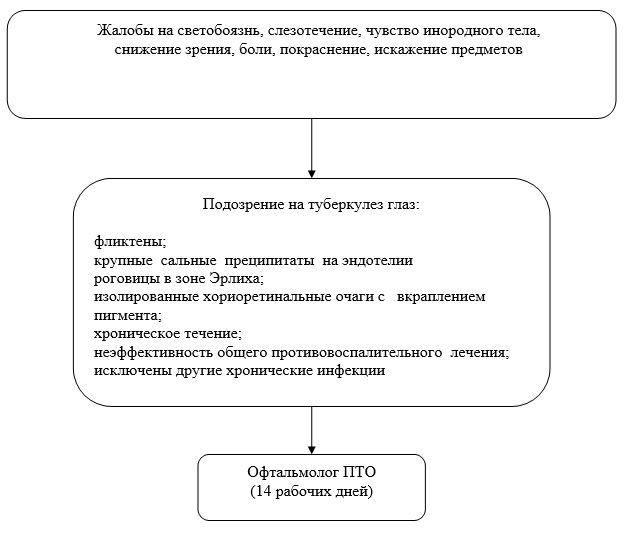 Жалобы на светобоязнь, слезотечение, чувство инородного тела,
снижение зрения, боли, покраснение, искажение предметов
Подозрение на туберкулез глаз:
фликтены;
крупные сальные преципитаты на эндотелии
роговицы в зоне Эрлиха;
изолированные хориоретинальные очаги с вкраплением
пигмента;
хроническое течение;
неэффективность общего противовоспалительного лечения;
исключены другие хронические инфекции
Офтальмолог ПТО
(14 рабочих дней)